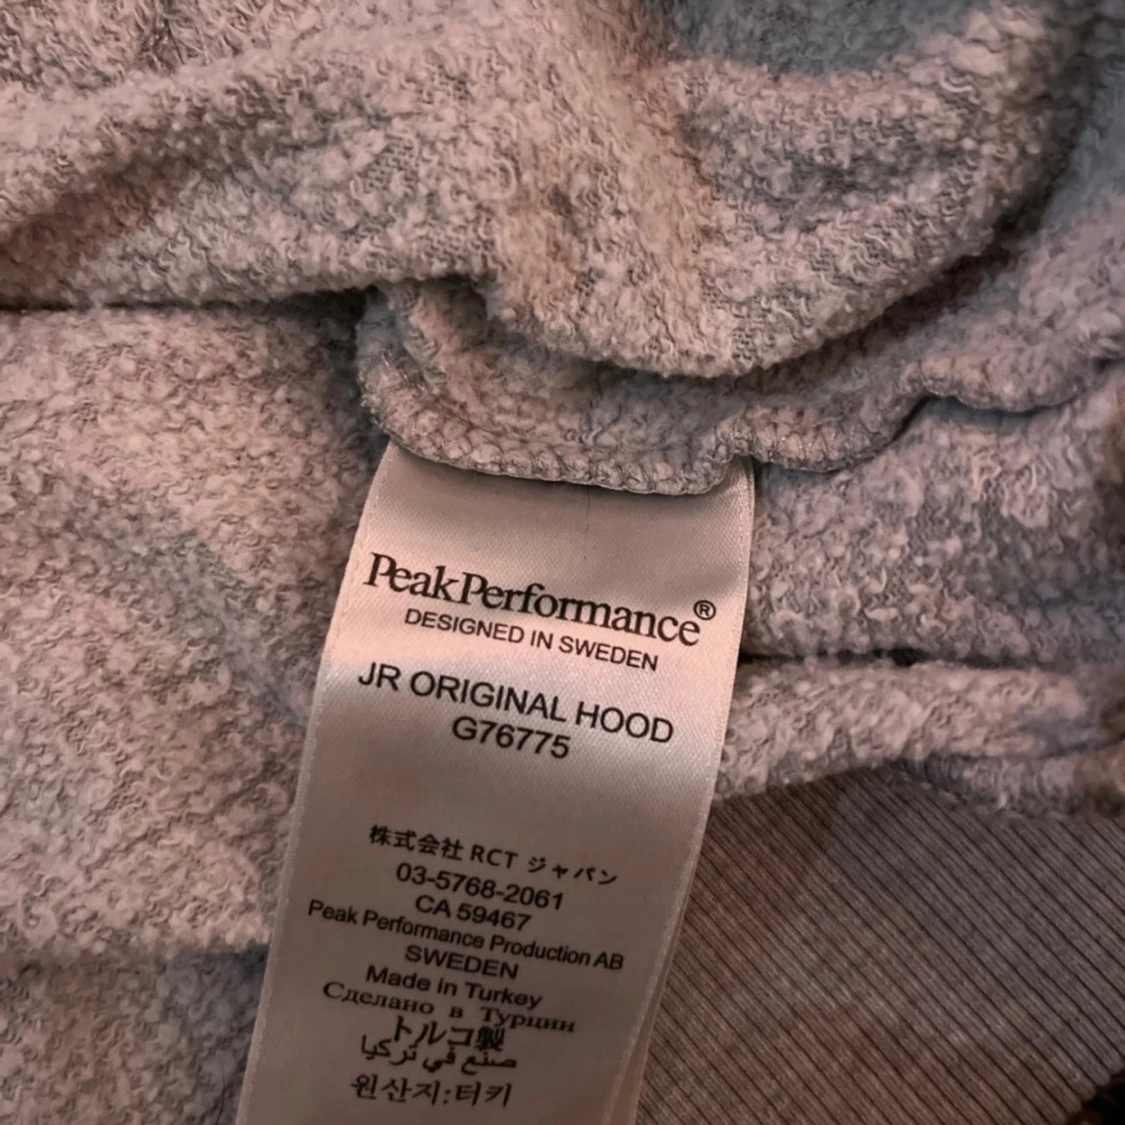 PeakPerformance®
DESIGNED IN SWEDEN
JR ORIGINAL HOOD
G76775
株式会社 RCT ジャパン
03-5768-2061
CA 59467
Peak Performance Production AB
SWEDEN
Made in Turkey
Сделано в Турции
トルコ製
صنع في تركيا
원산지:터키